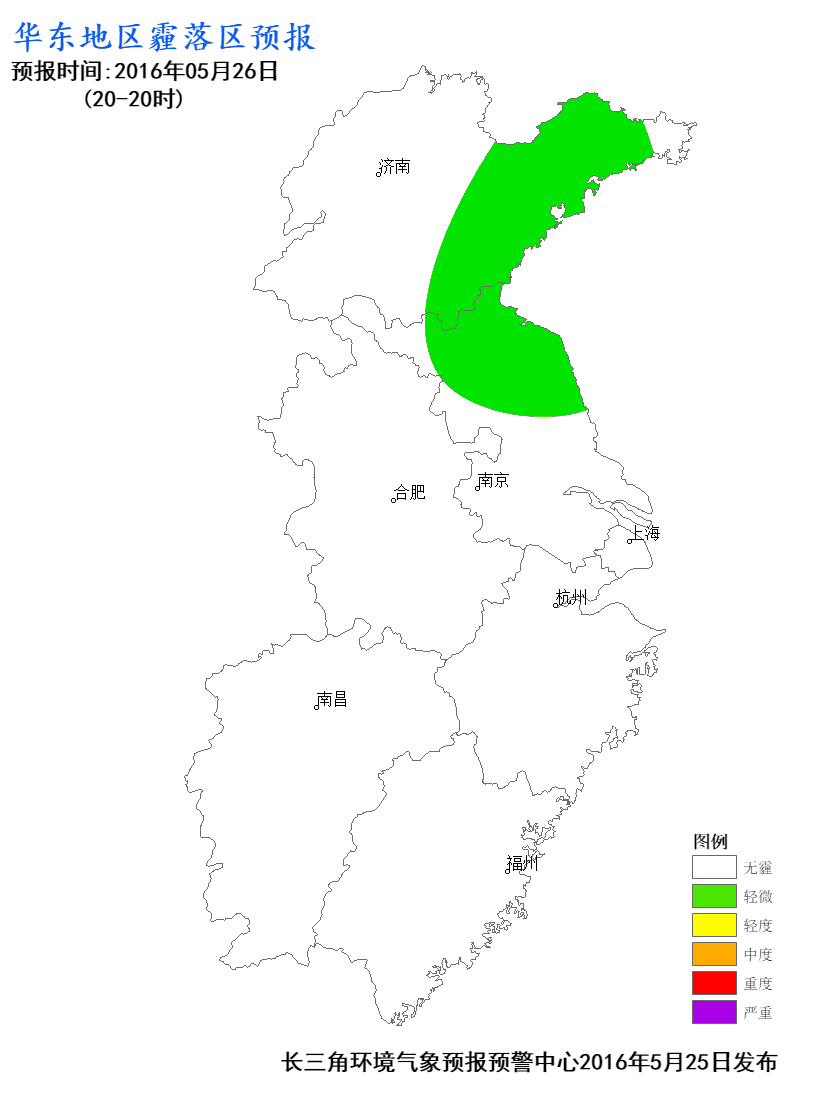 华东地区霾落区预报
预报时间:2016年05月26日
(20-20时)
济南
合肥
南京
上海
杭州
南昌
福州
图例
无霾
轻微
轻度
中度
重度
严重
长三角环境气象预报预警中心2016年5月25日发布